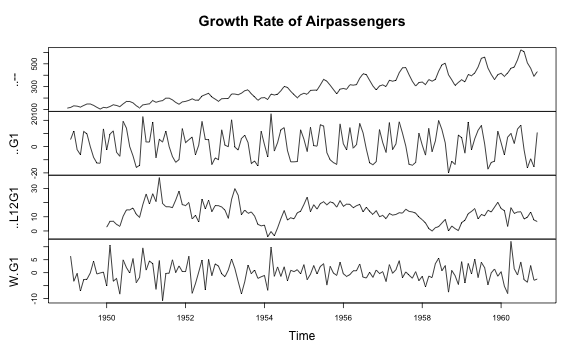 Growth Rate of Airpassengers
..--
100 300 500
..G1
-20 0 20
..L12G1
0 10 20 30
W.G1
-10 0 5
1950 1952 1954 1956 1958 1960
Time